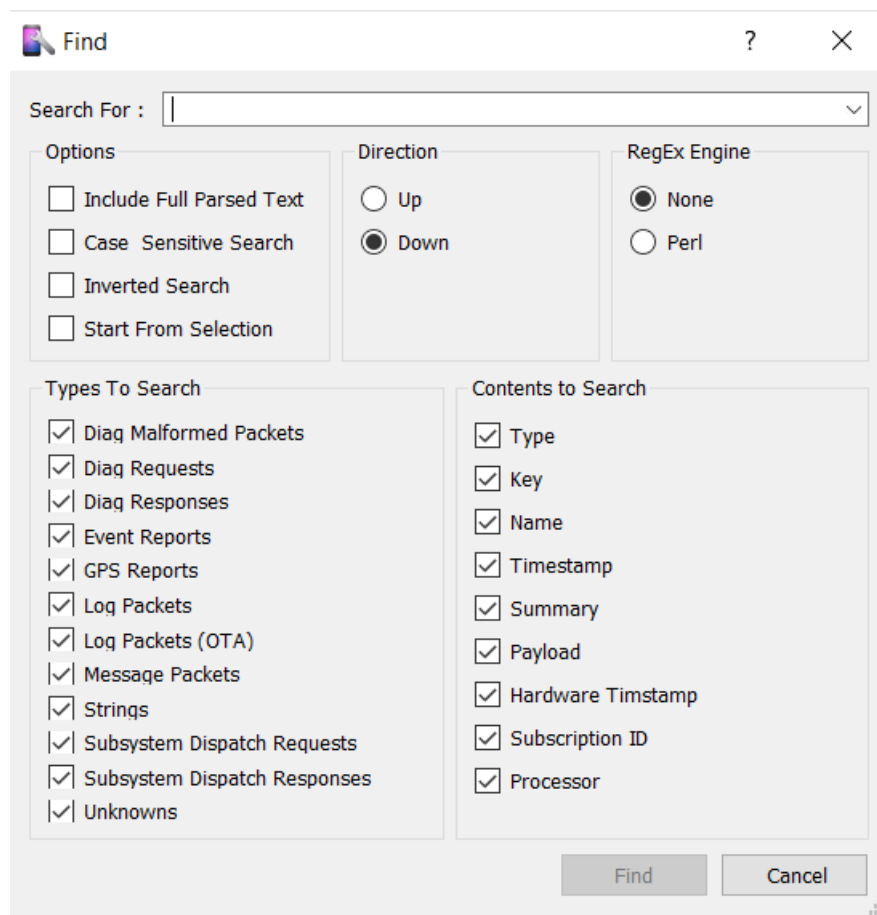 Find
?
Search For :
Options
Include Full Parsed Text
Case  Sensitive Search
Inverted Search
Start From Selection
Direction
Up
Down
RegEx Engine
None
Perl
Types To Search
Diag Malformed Packets
Diag Requests
Diag Responses
Event Reports
GPS Reports
Log Packets
Log Packets (OTA)
Message Packets
Strings
Subsystem Dispatch Requests
Subsystem Dispatch Responses
Unknowns
Contents to Search
Type
Key
Name
Timestamp
Summary
Payload
Hardware Timstamp
Subscription ID
Processor
Find
Cancel